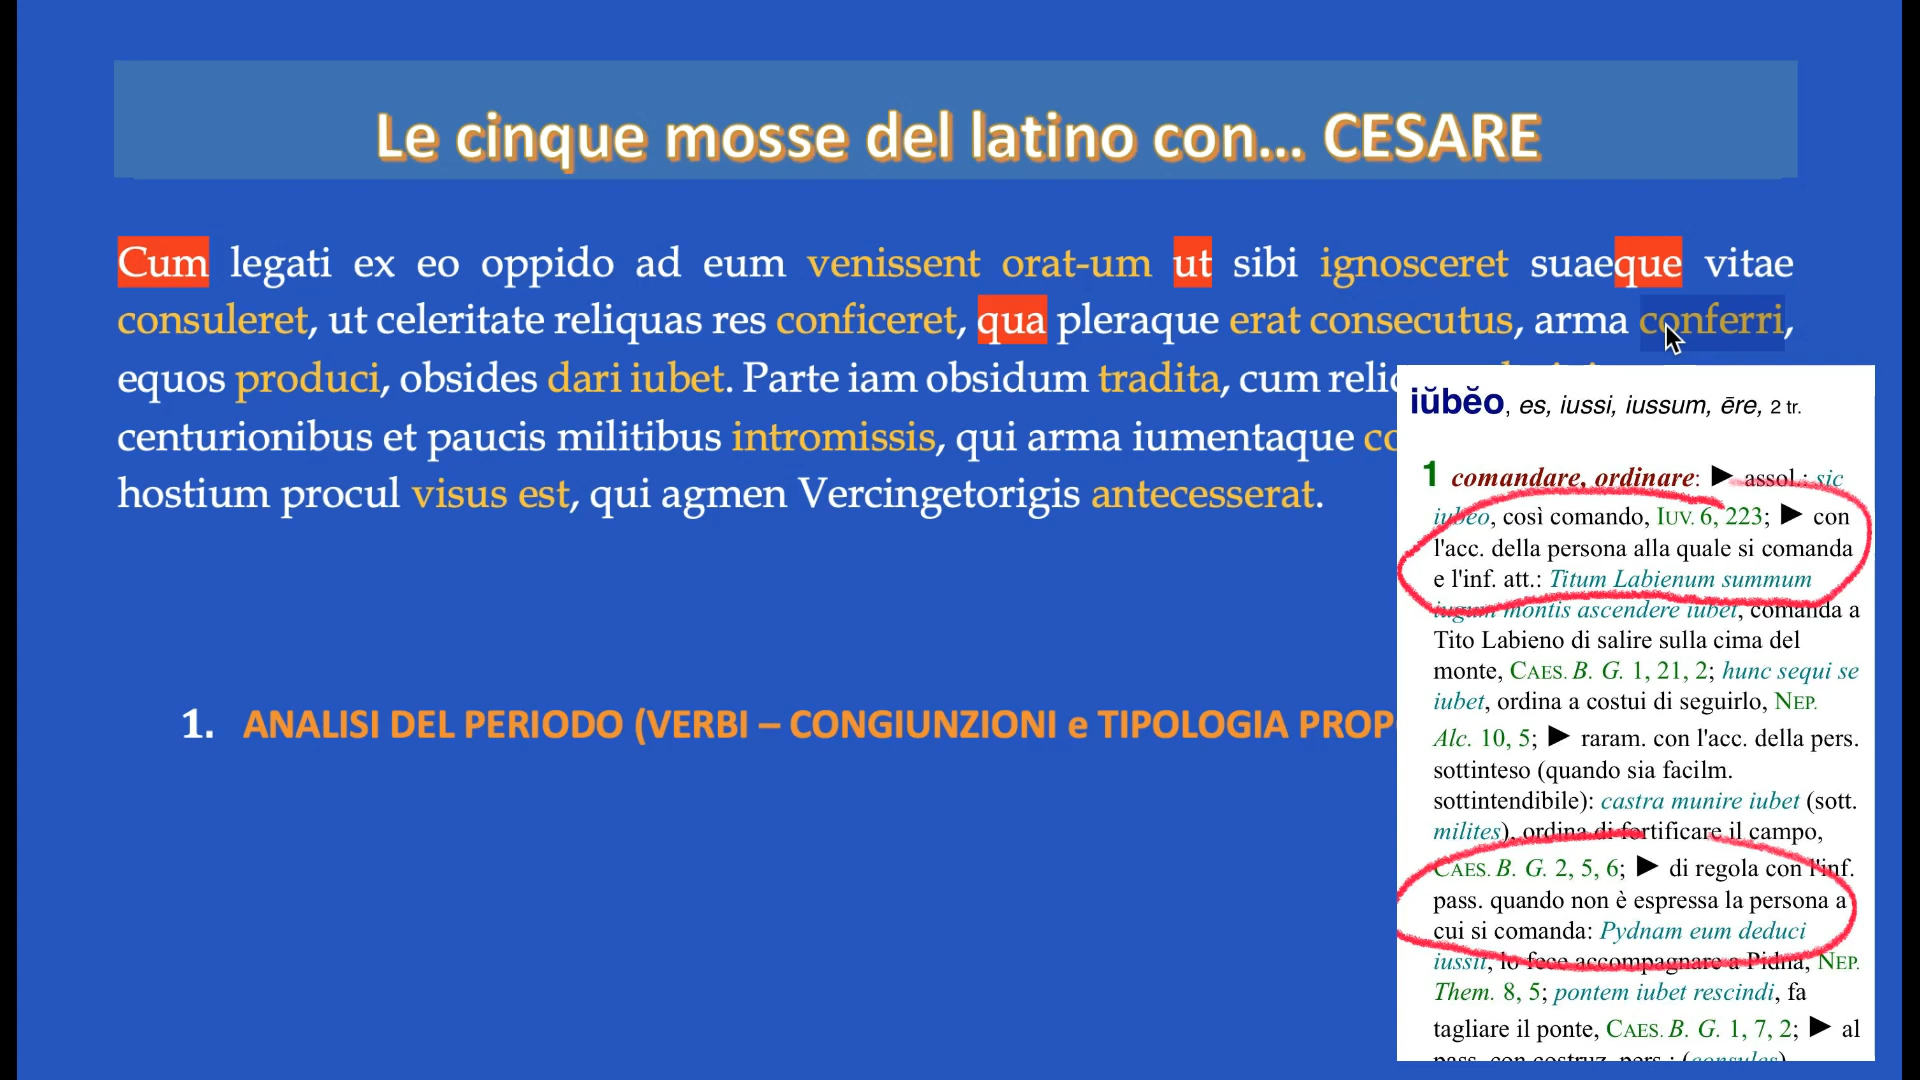 Le cinque mosse del latino con... CESARE
Cum legati ex eo oppido ad eum venissent orat-um ut sibi ignosceret suaeque vitae
consuleret, ut celeritate reliquas res conficeret, qua pleraque erat consecutus, arma conferri,
equos produci, obsides dari iubet. Parte iam obsidum tradita, cum
centurionibus et paucis militibus intromissis, qui arma iumentaque
hostium procul visus est, qui agmen Vercingetorigis antecesserat.
1. ANALISI DEL PERIODO (VERBI – CONGIUNZIONI e TIPOLOGIA PROP
iŭbĕo, es, iussi, iussum, ēre, 2 tr.
1 comandare, ordinare: ▶ assol.: sic
iubeo, così comando, IUV. 6, 223; ▶ con
l'acc. della persona alla quale si comanda
e l'inf. att.: Titum Labienum summum
iugum montis ascendere iubet, comanda a
Tito Labieno di salire sulla cima del
monte, CAES. B. G. 1, 21, 2; hunc sequi se
iubet, ordina a costui di seguirlo, NEP.
Alc. 10, 5; ▶ raram. con l'acc. della pers.
sottinteso (quando sia facilm.
sottintendibile): castra munire iubet (sott.
milites), ordina di fortificare il campo,
CAES. B. G. 2, 5, 6; ▶ di regola con l'inf.
pass. quando non è espressa la persona a
cui si comanda: Pydnam eum deduci
iussit, lo fece accompagnare a Pidna, NEP.
Them. 8, 5; pontem iubet rescindi, fa
tagliare il ponte, CAES. B. G. 1, 7, 2; ▶ al
pass. con costruz. pers.: (consules)